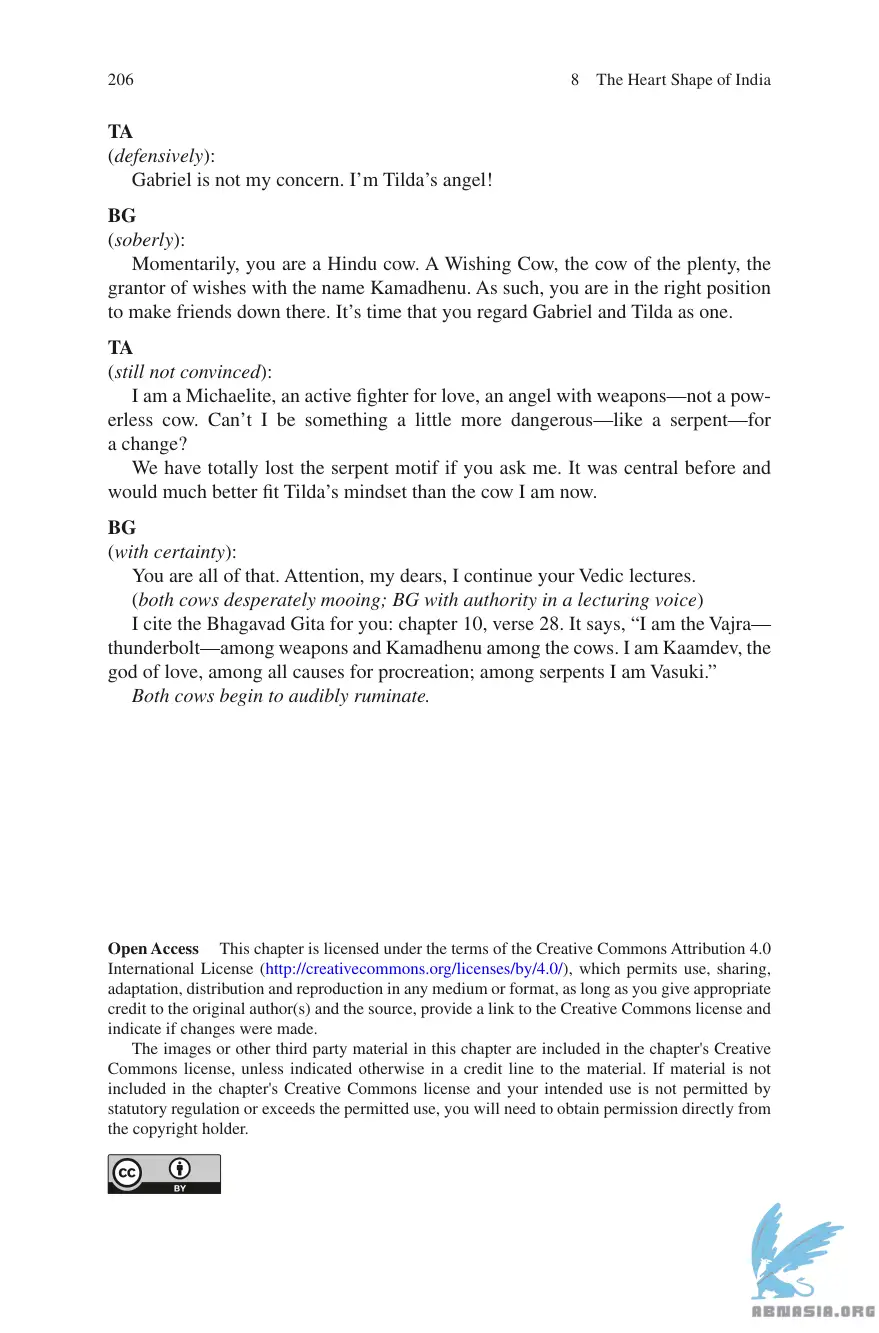 206
8 The Heart Shape of India
TA
(defensively):
Gabriel is not my concern. I’m Tilda’s angel!
BG
(soberly):
Momentarily, you are a Hindu cow. A Wishing Cow, the cow of the plenty, the
grantor of wishes with the name Kamadhenu. As such, you are in the right position
to make friends down there. It’s time that you regard Gabriel and Tilda as one.
TA
(still not convinced):
I am a Michaelite, an active fighter for love, an angel with weapons—not a pow-
erless cow. Can’t I be something a little more dangerous—like a serpent—for
a change?
We have totally lost the serpent motif if you ask me. It was central before and
would much better fit Tilda’s mindset than the cow I am now.
BG
(with certainty):
You are all of that. Attention, my dears, I continue your Vedic lectures.
(both cows desperately mooing; BG with authority in a lecturing voice)
I cite the Bhagavad Gita for you: chapter 10, verse 28. It says, “I am the Vajra—
thunderbolt—among weapons and Kamadhenu among the cows. I am Kaamdev, the
god of love, among all causes for procreation; among serpents I am Vasuki.”
Both cows begin to audibly ruminate.
Open Access This chapter is licensed under the terms of the Creative Commons Attribution 4.0
International License (http://creativecommons.org/licenses/by/4.0/), which permits use, sharing,
adaptation, distribution and reproduction in any medium or format, as long as you give appropriate
credit to the original author(s) and the source, provide a link to the Creative Commons license and
indicate if changes were made.
The images or other third party material in this chapter are included in the chapter's Creative
Commons license, unless indicated otherwise in a credit line to the material. If material is not
included in the chapter's Creative Commons license and your intended use is not permitted by
statutory regulation or exceeds the permitted use, you will need to obtain permission directly from
the copyright holder.
CC
BY
ABNASIA.ORG